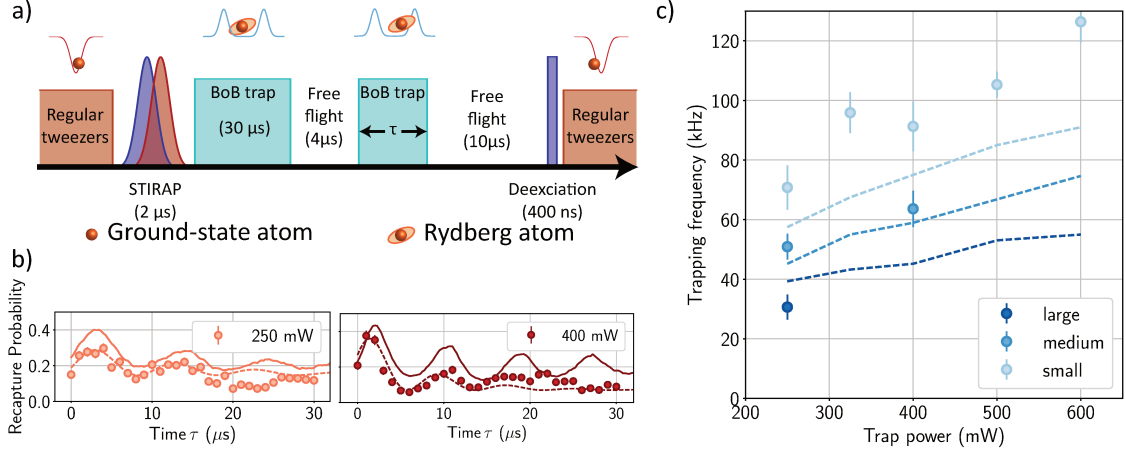 a)
Regular
tweezers
BoB trap
(30 μs)
Free
flight
(4μs)
BoB trap
τ
Free
flight
(10μs)
Regular
tweezers
STIRAP
(2 μs)
Deexciation
(400 ns)
Ground-state atom
Rydberg atom
b)
Recapture Probability
0.4
0.2
0.0
250 mW
0
10
20
30
Time τ (μs)
400 mW
0
10
20
30
Time τ (μs)
c)
Trapping frequency (kHz)
120
100
80
60
40
20
0
large
medium
small
200
300
400
500
600
Trap power (mW)